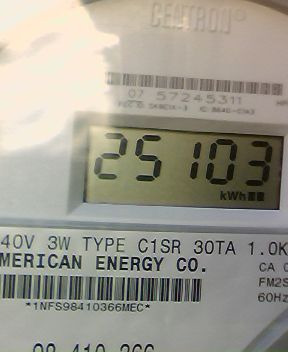 CENTRON®
07 57245311
25103
kWh
40V 3W TYPE C1SR 30TA 1.0K
MERICAN ENERGY CO.
CA 0
FM2S
60Hz
*1NFS98410366MEC*